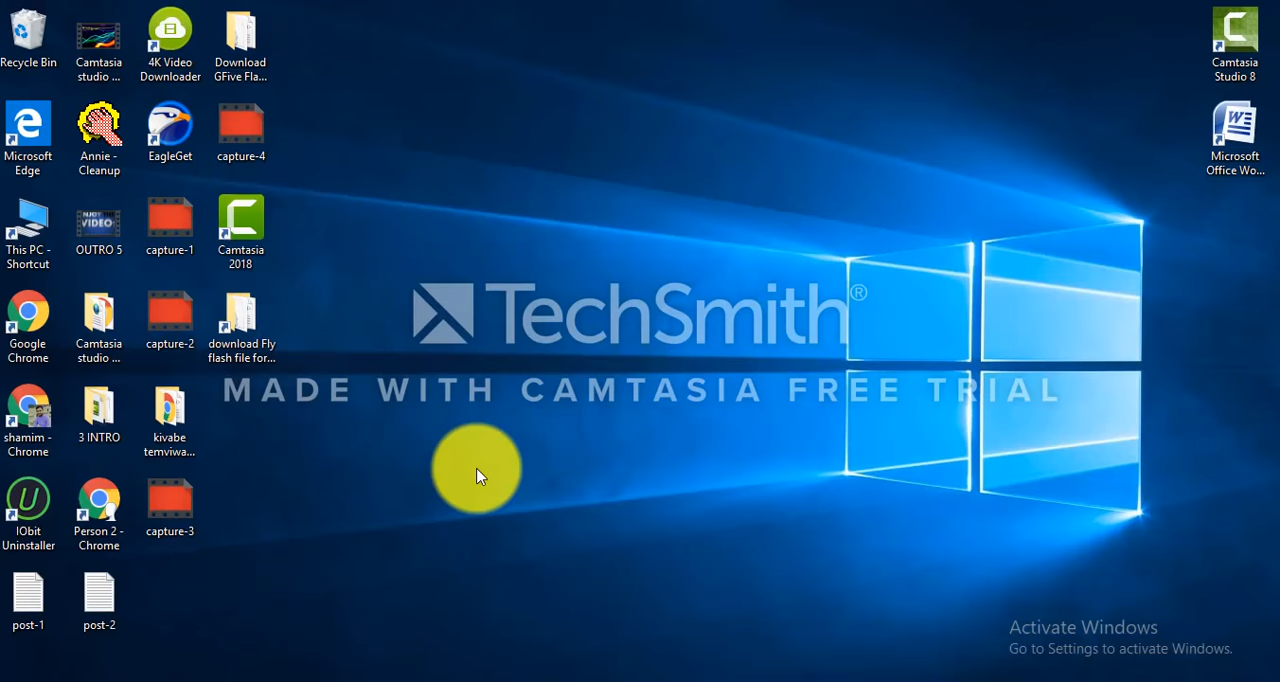 Recycle Bin
Camtasia
studio ...
4K Video
Downloader
Download
GFive Fla...
Camtasia
Studio 8
Microsoft
Edge
Annie -
Cleanup
EagleGet
capture-4
Microsoft
Office Wo...
This PC -
Shortcut
NJOY THE
VIDEO
OUTRO 5
capture-1
Camtasia
2018
TechSmith®
MADE WITH CAMTASIA FREE TRIAL
Google
Chrome
Camtasia
studio ...
capture-2
download Fly
flash file for...
shamim -
Chrome
3 INTRO
kivabe
temviwa...
IObit
Uninstaller
Person 2 -
Chrome
capture-3
post-1
post-2
Activate Windows
Go to Settings to activate Windows.